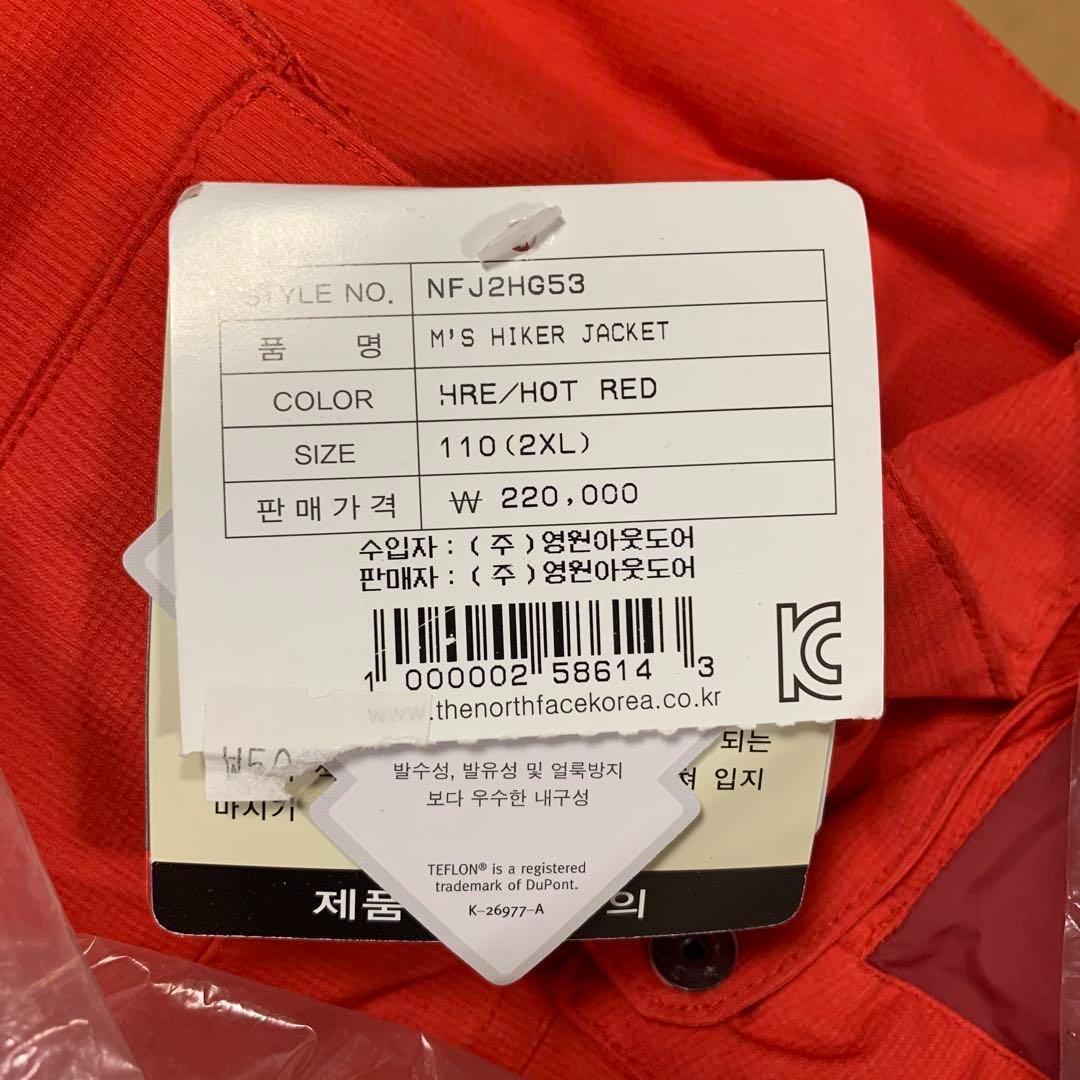 STYLE NO. NFJ2HG53
품 명 M'S HIKER JACKET
COLOR HRE/HOT RED
SIZE 110(2XL)
판매가격 ₩ 220,000
수입자 : (주)영원아웃도어
판매자 : (주)영원아웃도어
1 000002 58614 3
www.thenorthfacekorea.co.kr
되는
입지
마시기
발수성, 발유성 및 얼룩방지
보다 우수한 내구성
TEFLON® is a registered
trademark of DuPont.
K-26977-A
제품 의